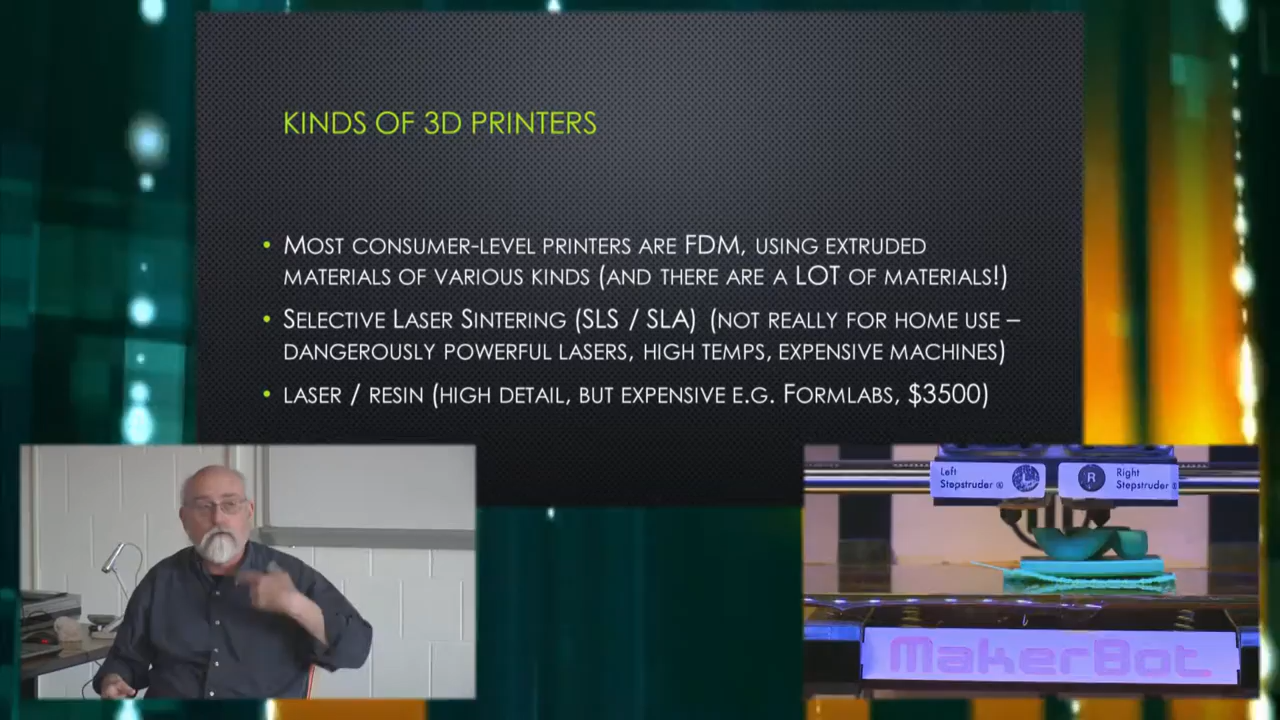 KINDS OF 3D PRINTERS
• MOST CONSUMER-LEVEL PRINTERS ARE FDM, USING EXTRUDED
MATERIALS OF VARIOUS KINDS (AND THERE ARE A LOT OF MATERIALS!)
• SELECTIVE LASER SINTERING (SLS / SLA) (NOT REALLY FOR HOME USE –
DANGEROUSLY POWERFUL LASERS, HIGH TEMPS, EXPENSIVE MACHINES)
• LASER / RESIN (HIGH DETAIL, BUT EXPENSIVE E.G. FORMLABS, $3500)
Left
Stepstruder ®
R
Right
Stepstruder
MakerBot